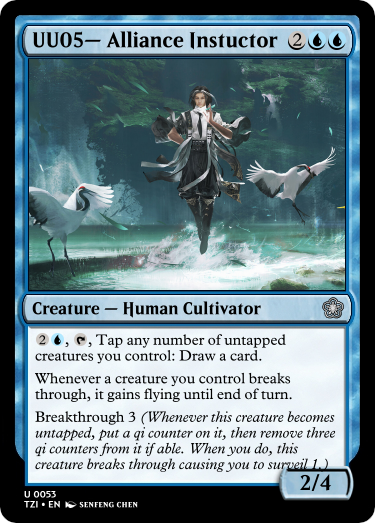 UU05— Alliance Instuctor 2
Creature — Human Cultivator
2, , Tap any number of untapped
creatures you control: Draw a card.
Whenever a creature you control breaks
through, it gains flying until end of turn.
Breakthrough 3 (Whenever this creature becomes
untapped, put a qi counter on it, then remove three
qi counters from it if able. When you do, this
creature breaks through causing you to surveil 1.)
2/4
U 0053
TZI • EN SENFENG CHEN